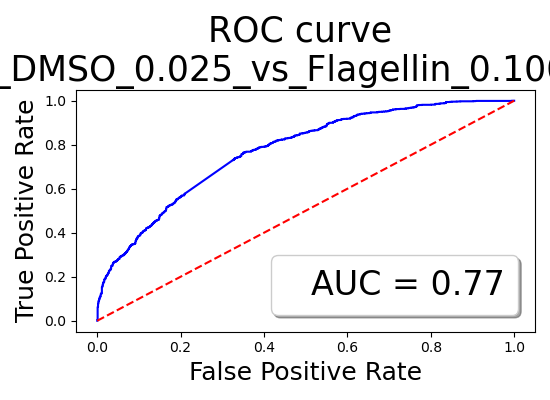 ROC curve
_DMSO_0.025_vs_Flagellin_0.100
True Positive Rate
1.0
0.8
0.6
0.4
0.2
0.0
AUC = 0.77
0.0 0.2 0.4 0.6 0.8 1.0
False Positive Rate